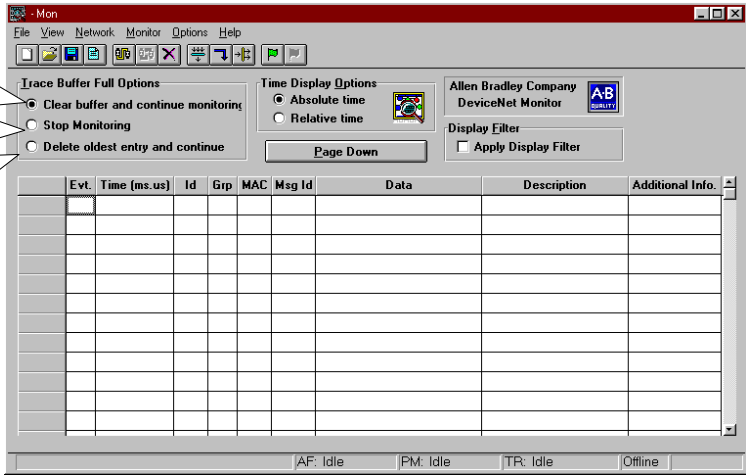 - Mon
File View Network Monitor Options Help
Trace Buffer Full Options
Clear buffer and continue monitoring
Stop Monitoring
Delete oldest entry and continue
Time Display Options
Absolute time
Relative time
Page Down
Allen Bradley Company
DeviceNet Monitor
A·B
QUALITY
Display Filter
Apply Display Filter
Evt. Time (ms.us) Id Grp MAC Msg Id Data Description Additional Info.
AF: Idle PM: Idle TR: Idle Offline